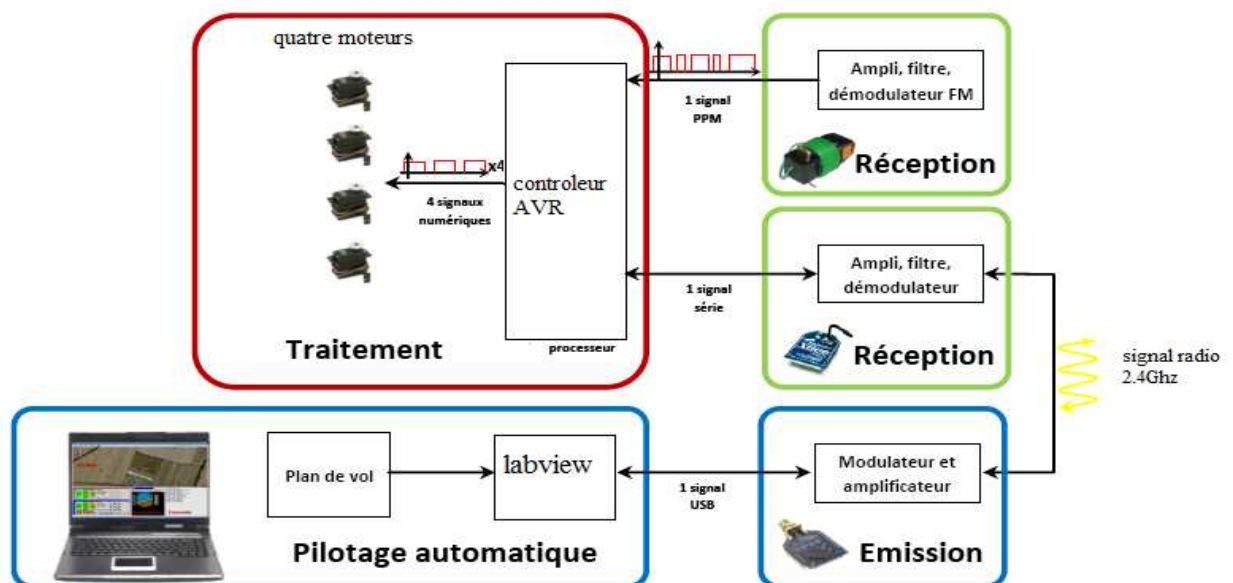 quatre moteurs
x4
4 signaux
numériques
controleur
AVR
processeur
Traitement
1 signal
PPM
Ampli, filtre,
démodulateur FM
Réception
1 signal
série
Ampli, filtre,
démodulateur
Réception
signal radio
2.4Ghz
Plan de vol
labview
Pilotage automatique
1 signal
USB
Modulateur et
amplificateur
Emission